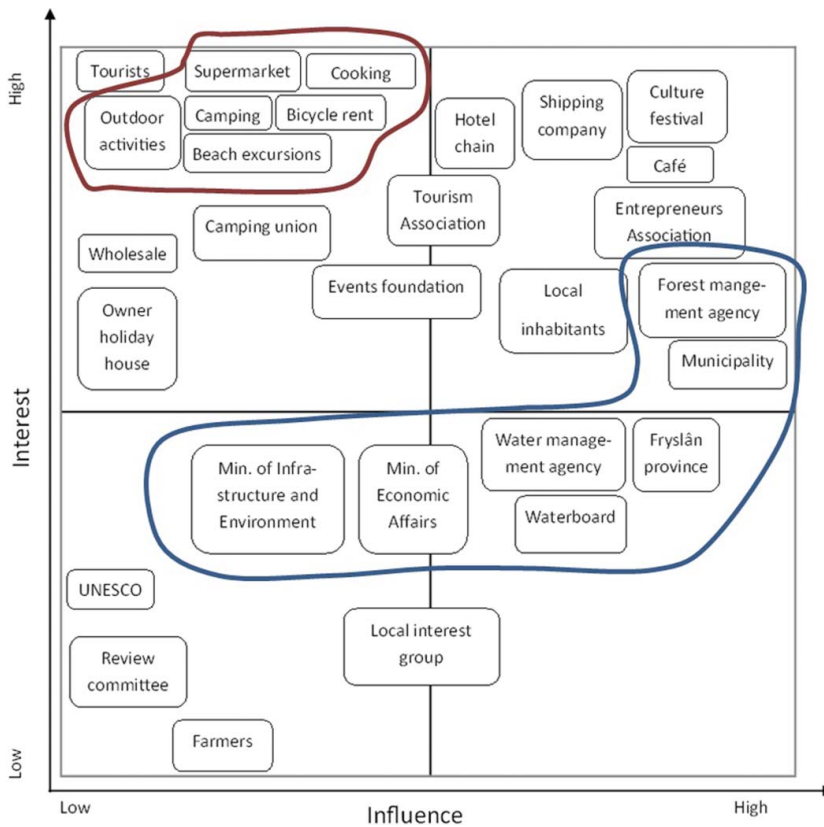 High
Tourists
Supermarket
Cooking
Outdoor
activities
Camping
Bicycle rent
Beach excursions
Hotel
chain
Shipping
company
Culture
festival
Café
Tourism
Association
Entrepreneurs
Association
Camping union
Wholesale
Events foundation
Local
inhabitants
Forest mange-
ment agency
Owner
holiday
house
Municipality
Interest
Min. of Infra-
structure and
Environment
Min. of
Economic
Affairs
Water manage-
ment agency
Fryslân
province
Waterboard
UNESCO
Local interest
group
Review
committee
Farmers
Low
Low
Influence
High